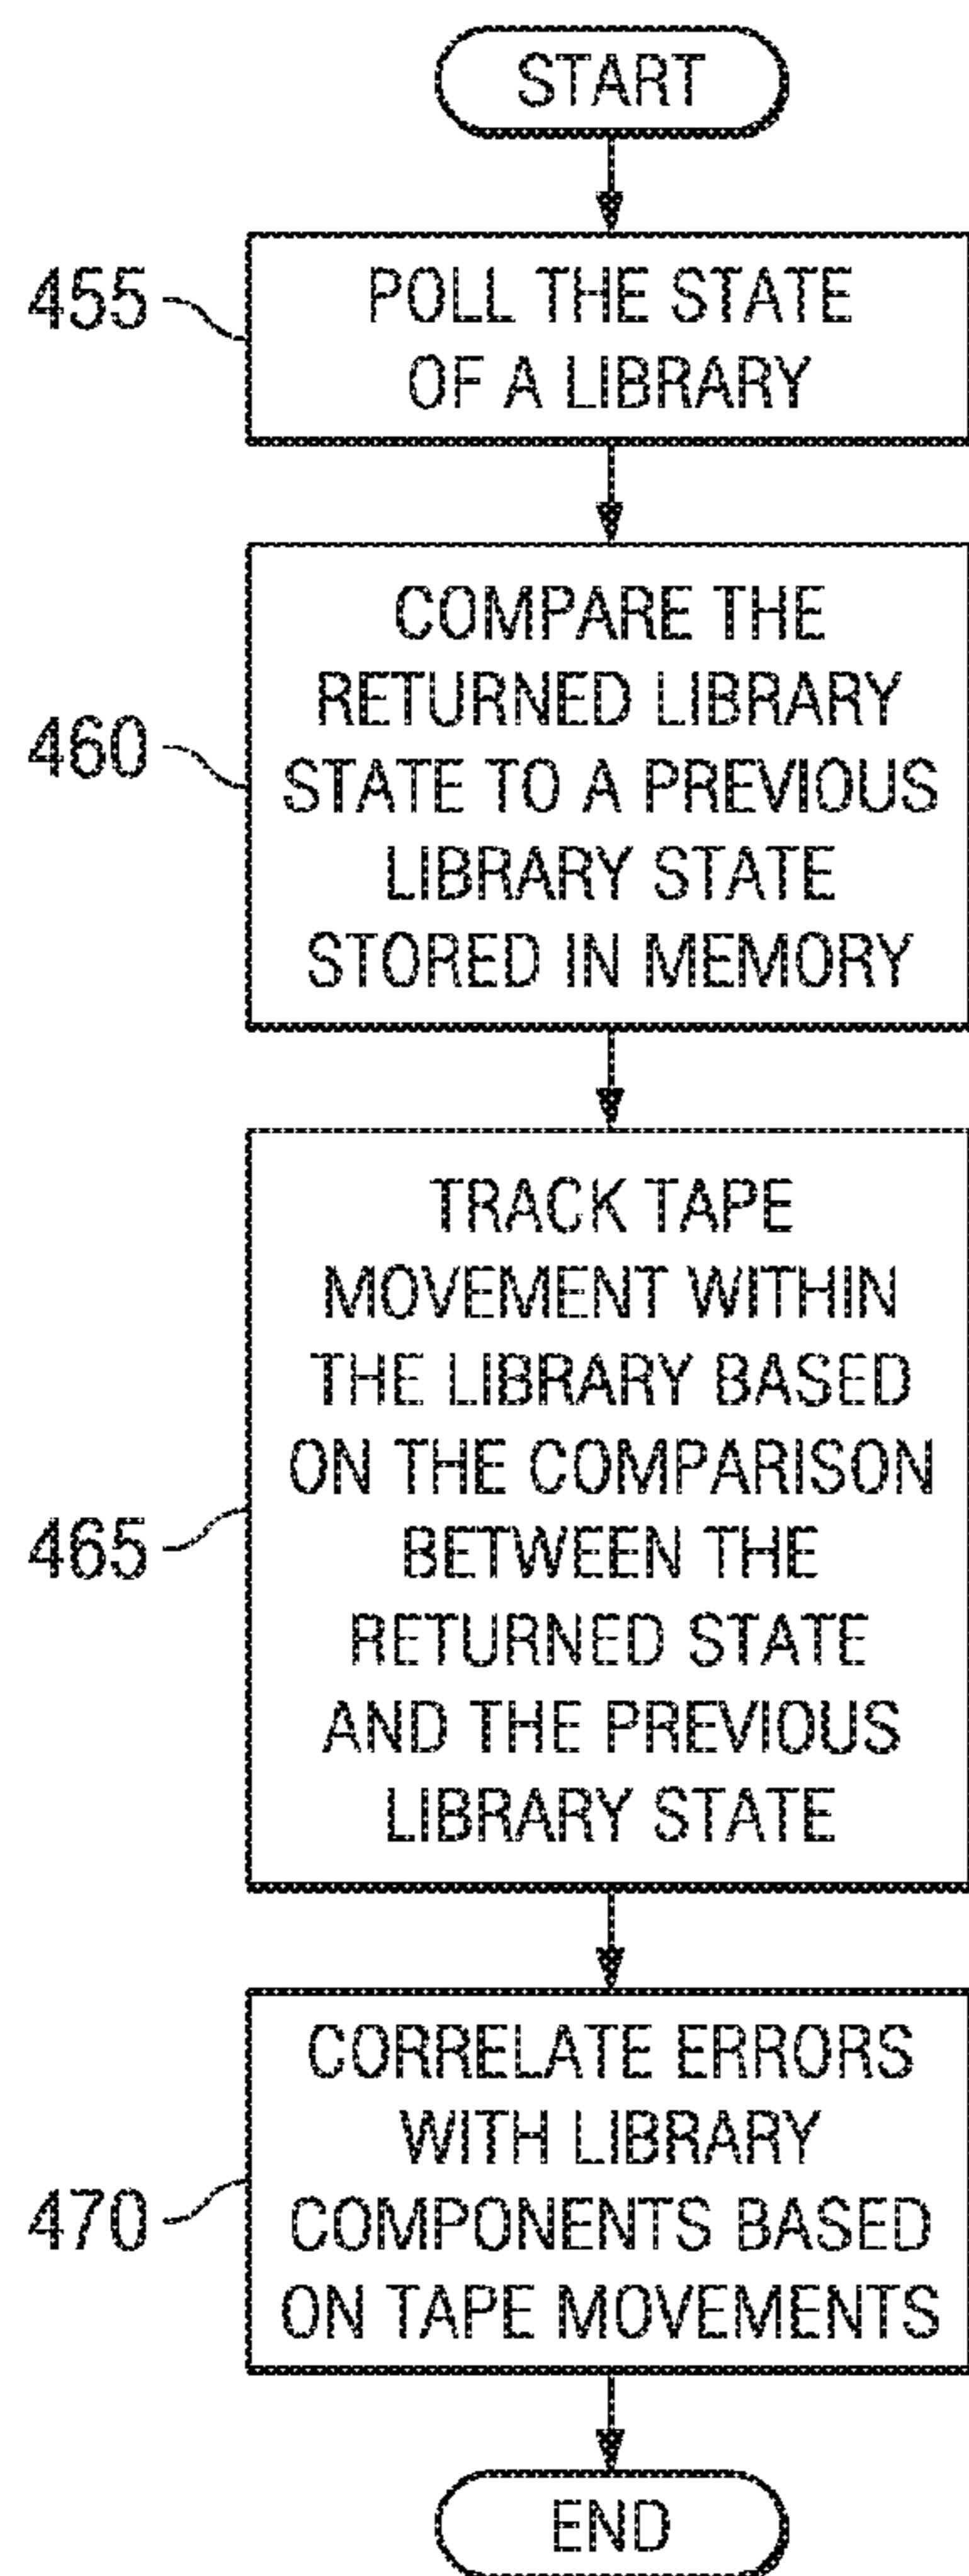 START
455
POLL THE STATE
OF A LIBRARY
460
COMPARE THE
RETURNED LIBRARY
STATE TO A PREVIOUS
LIBRARY STATE
STORED IN MEMORY
465
TRACK TAPE
MOVEMENT WITHIN
THE LIBRARY BASED
ON THE COMPARISON
BETWEEN THE
RETURNED STATE
AND THE PREVIOUS
LIBRARY STATE
470
CORRELATE ERRORS
WITH LIBRARY
COMPONENTS BASED
ON TAPE MOVEMENTS
END